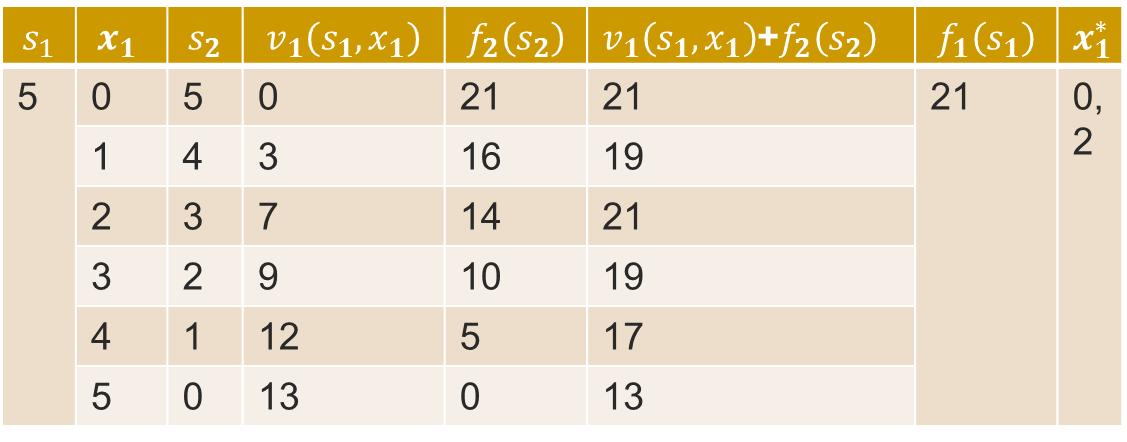 s₁ x₁ s₂ v₁(s₁,x₁) f₂(s₂) v₁(s₁,x₁)+f₂(s₂) f₁(s₁) x₁*
5 0 5 0 21 21 21 0,
2
1 4 3 16 19
2 3 7 14 21
3 2 9 10 19
4 1 12 5 17
5 0 13 0 13